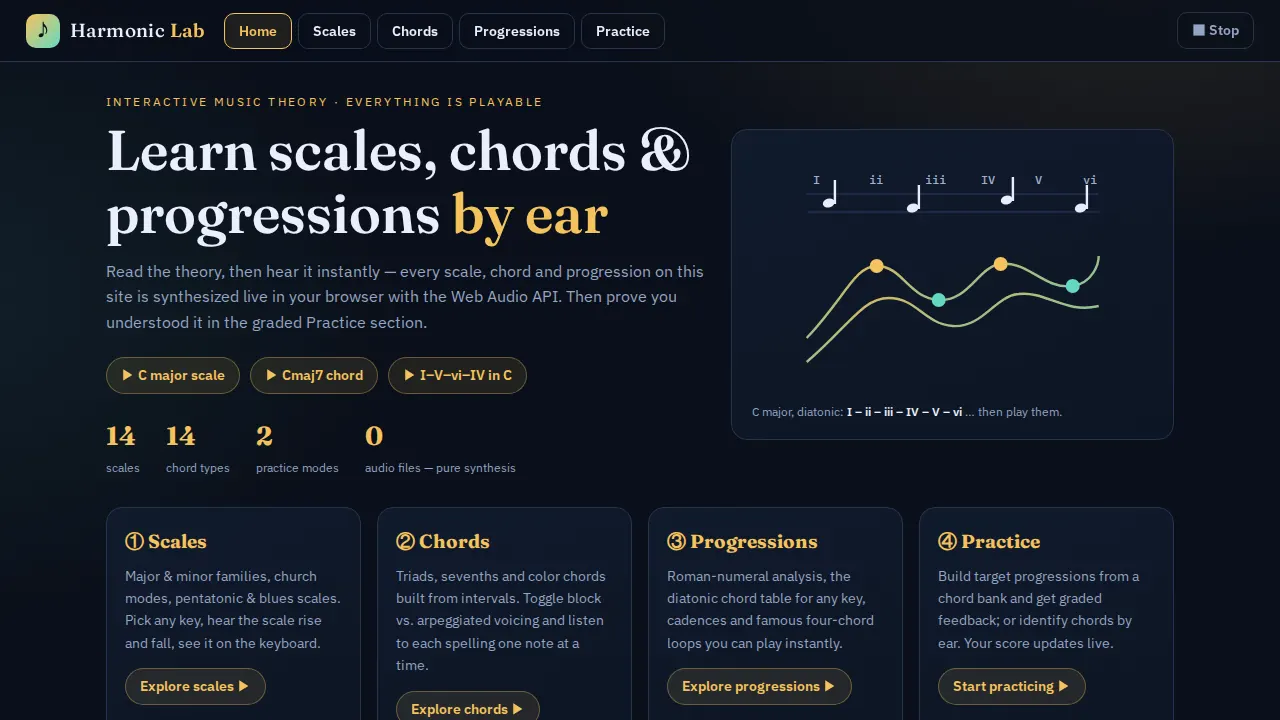 ♪ Harmonic Lab Home Scales Chords Progressions Practice ■ Stop
INTERACTIVE MUSIC THEORY · EVERYTHING IS PLAYABLE
Learn scales, chords &
progressions by ear
Read the theory, then hear it instantly — every scale, chord and progression on this
site is synthesized live in your browser with the Web Audio API. Then prove you
understood it in the graded Practice section.
▶ C major scale ▶ Cmaj7 chord ▶ I–V–vi–IV in C
14 14 2 0
scales chord types practice modes audio files — pure synthesis
I ii iii IV V vi
C major, diatonic: I – ii – iii – IV – V – vi ... then play them.
① Scales
Major & minor families, church
modes, pentatonic & blues scales.
Pick any key, hear the scale rise
and fall, see it on the keyboard.
Explore scales ▶
② Chords
Triads, sevenths and color chords
built from intervals. Toggle block
vs. arpeggiated voicing and listen
to each spelling one note at a
time.
Explore chords ▶
③ Progressions
Roman-numeral analysis, the
diatonic chord table for any key,
cadences and famous four-chord
loops you can play instantly.
Explore progressions ▶
④ Practice
Build target progressions from a
chord bank and get graded
feedback; or identify chords by
ear. Your score updates live.
Start practicing ▶